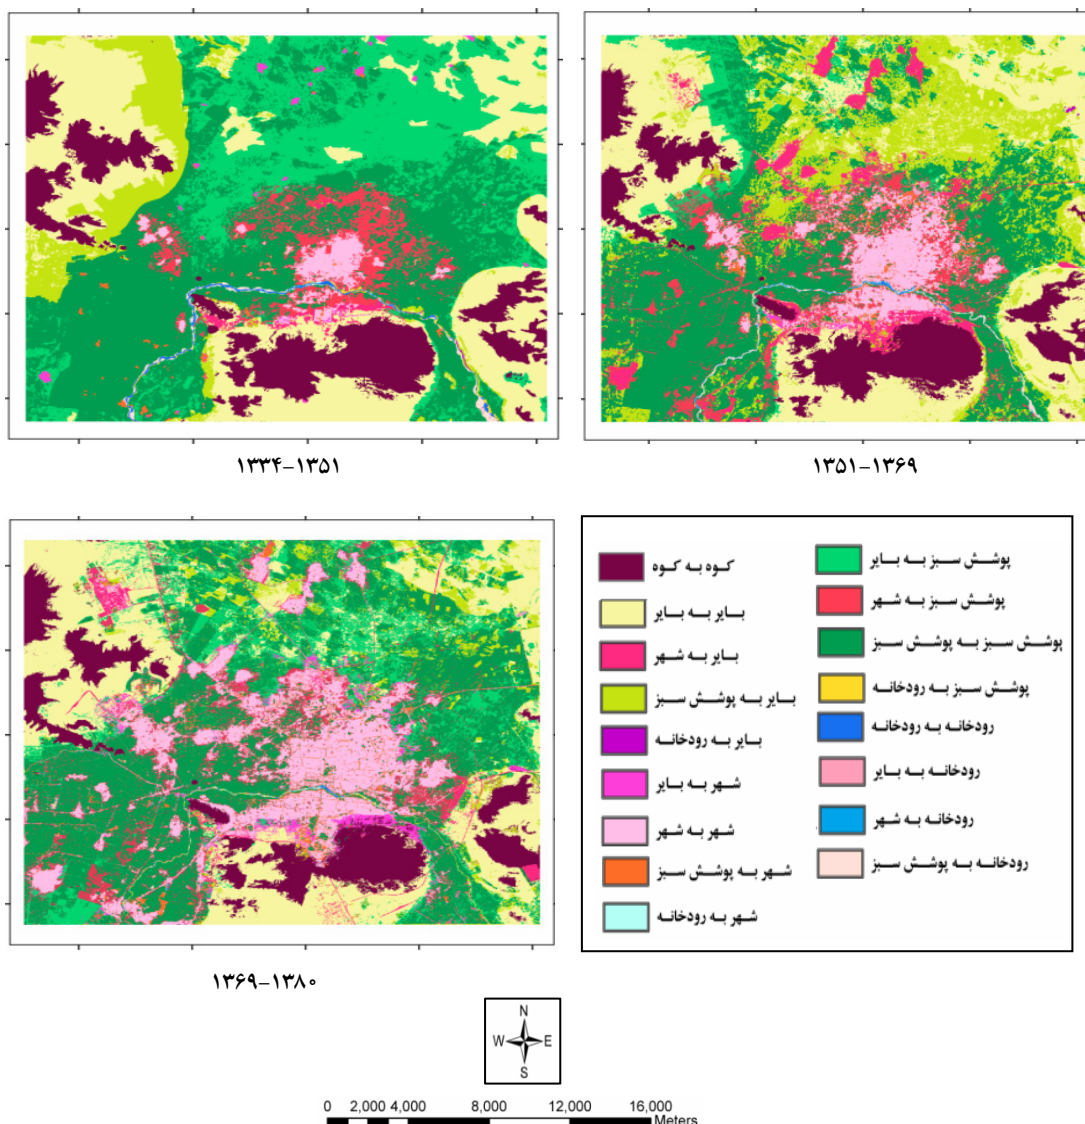 ۱۳۳۴-۱۳۵۱
۱۳۵۱-۱۳۶۹
۱۳۶۹-۱۳۸۰
کوه به کوه
بایر به بایر
بایر به شهر
بایر به پوشش سبز
بایر به رودخانه
شهر به بایر
شهر به شهر
شهر به پوشش سبز
شهر به رودخانه
پوشش سبز به بایر
پوشش سبز به شهر
پوشش سبز به پوشش سبز
پوشش سبز به رودخانه
رودخانه به رودخانه
رودخانه به بایر
رودخانه به شهر
رودخانه به پوشش سبز
N
W E
S
0 2,000 4,000 8,000 12,000 16,000
Meters